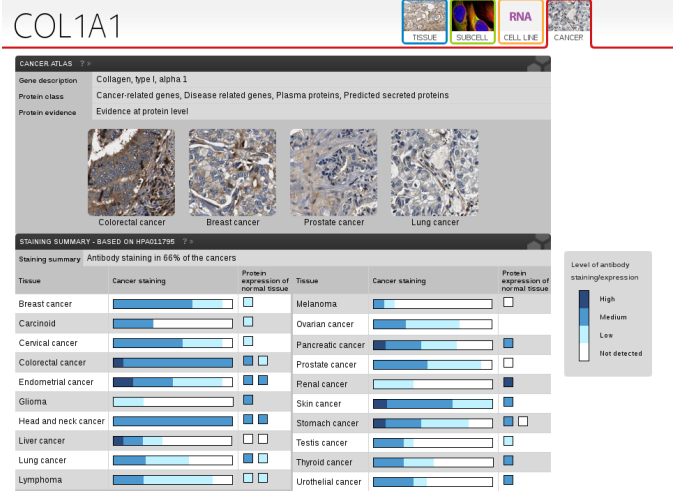 COL1A1
TISSUE
SUBCELL
RNA
CELL LINE
CANCER
CANCER ATLAS ? »
Gene description Collagen, type I, alpha 1
Protein class Cancer-related genes, Disease related genes, Plasma proteins, Predicted secreted proteins
Protein evidence Evidence at protein level
Colorectal cancer Breast cancer Prostate cancer Lung cancer
STAINING SUMMARY - BASED ON HPA011795 ? »
Staining summary Antibody staining in 66% of the cancers
Tissue Cancer staining Protein expression of normal tissue
Breast cancer
Carcinoid
Cervical cancer
Colorectal cancer
Endometrial cancer
Glioma
Head and neck cancer
Liver cancer
Lung cancer
Lymphoma
Tissue Cancer staining Protein expression of normal tissue
Melanoma
Ovarian cancer
Pancreatic cancer
Prostate cancer
Renal cancer
Skin cancer
Stomach cancer
Testis cancer
Thyroid cancer
Urothelial cancer
Level of antibody
staining/expression
High
Medium
Low
Not detected